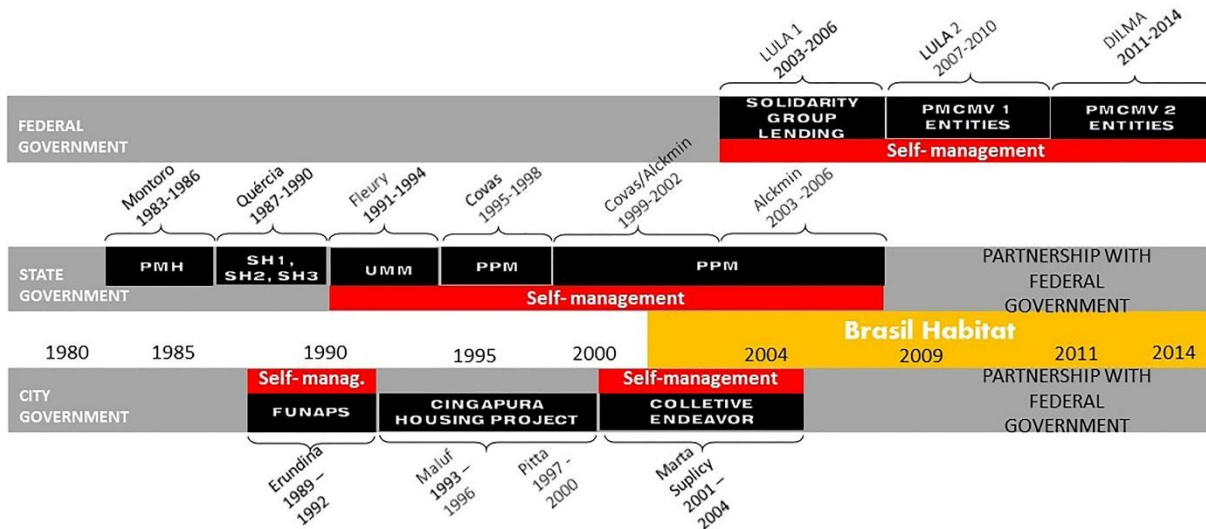 LULA 1
2003-2006
LULA 2
2007-2010
DILMA
2011-2014
FEDERAL
GOVERNMENT
SOLIDARITY
GROUP
LENDING
PMCMV 1
ENTITIES
PMCMV 2
ENTITIES
Self- management
Montoro
1983-1986
Quércia
1987-1990
Fleury
1991-1994
Covas
1995-1998
Covas/Alckmin
1999-2002
Alckmin
2003 -2006
STATE
GOVERNMENT
PMH
SH1,
SH2, SH3
UMM
PPM
PPM
Self- management
PARTNERSHIP WITH
FEDERAL
GOVERNMENT
Brasil Habitat
1980 1985 1990 1995 2000 2004 2009 2011 2014
CITY
GOVERNMENT
Self- manag.
FUNAPS
CINGAPURA
HOUSING PROJECT
Self-management
COLLETIVE
ENDEAVOR
PARTNERSHIP WITH
FEDERAL
GOVERNMENT
Erundina
1989 –
1992
Maluf
1993 –
1996
Pitta
1997 -
2000
Marta
Suplicy
2001 –
2004